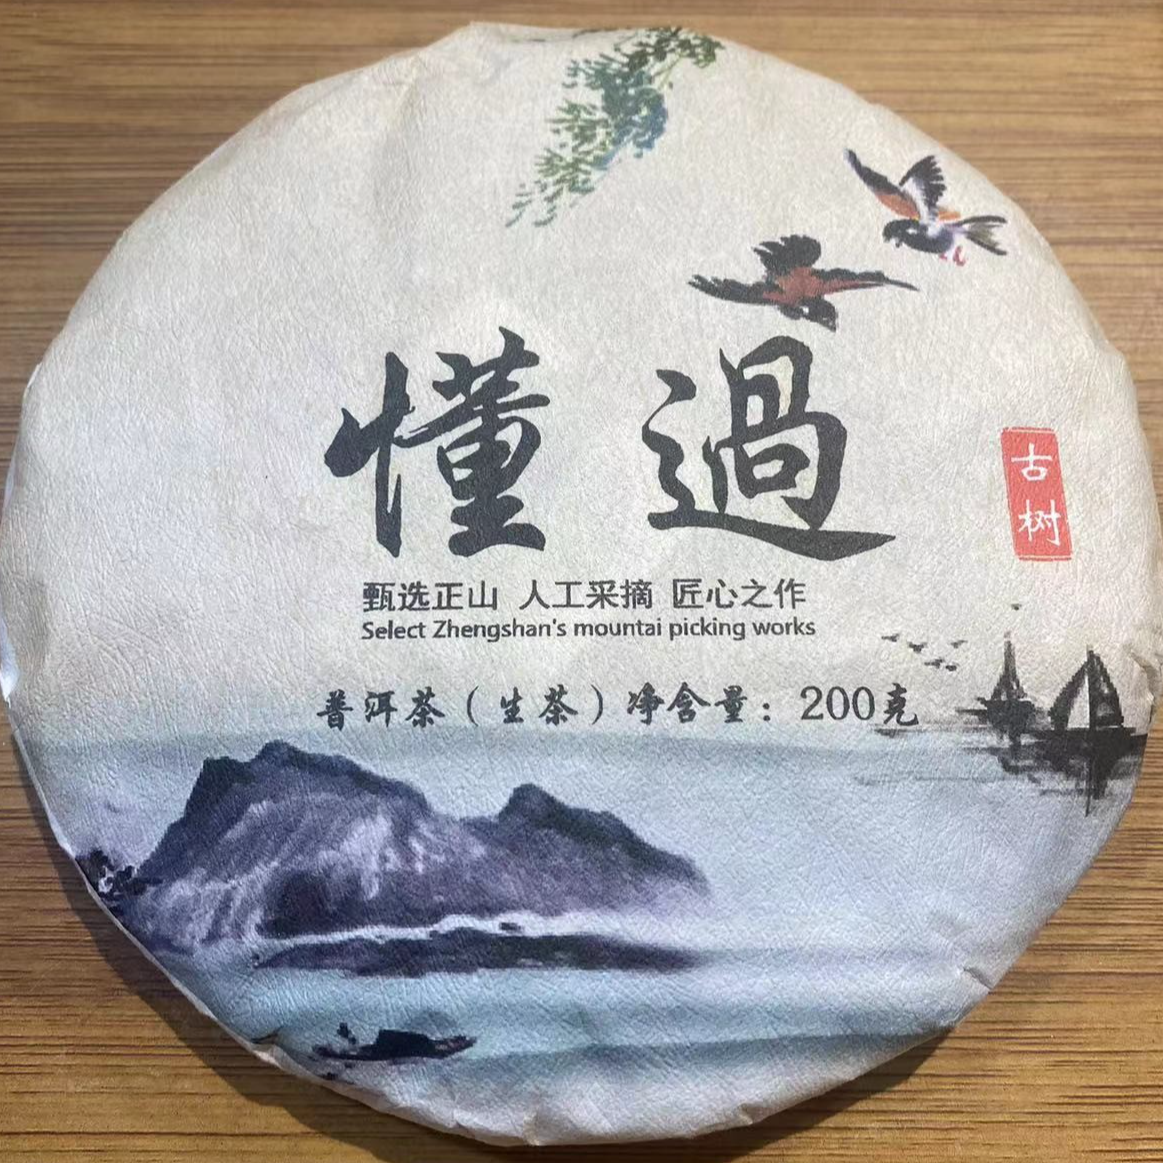 懂過
古树
甄选正山 人工采摘 匠心之作
Select Zhengshan's mountai picking works
普洱茶（生茶）净含量：200克